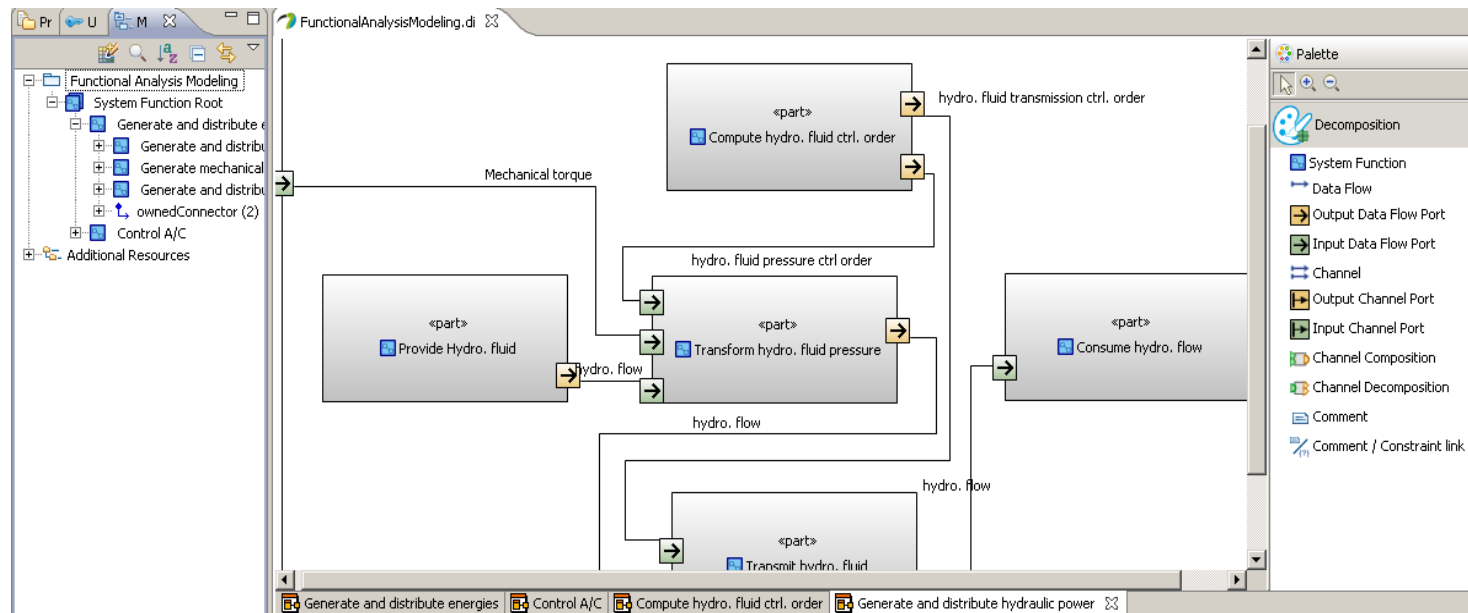 Pr
U
M
FunctionalAnalysisModeling.di
Functional Analysis Modeling
System Function Root
Generate and distribute e
Generate and distribu
Generate mechanical
Generate and distribu
ownedConnector (2)
Control A/C
Additional Resources
«part»
Compute hydro. fluid ctrl. order
hydro. fluid transmission ctrl. order
Mechanical torque
hydro. fluid pressure ctrl order
«part»
Provide Hydro. fluid
hydro. flow
«part»
Transform hydro. fluid pressure
«part»
Consume hydro. flow
hydro. flow
hydro. flow
«part»
Transmit hydro. fluid
Palette
Decomposition
System Function
Data Flow
Output Data Flow Port
Input Data Flow Port
Channel
Output Channel Port
Input Channel Port
Channel Composition
Channel Decomposition
Comment
Comment / Constraint link
Generate and distribute energies
Control A/C
Compute hydro. fluid ctrl. order
Generate and distribute hydraulic power